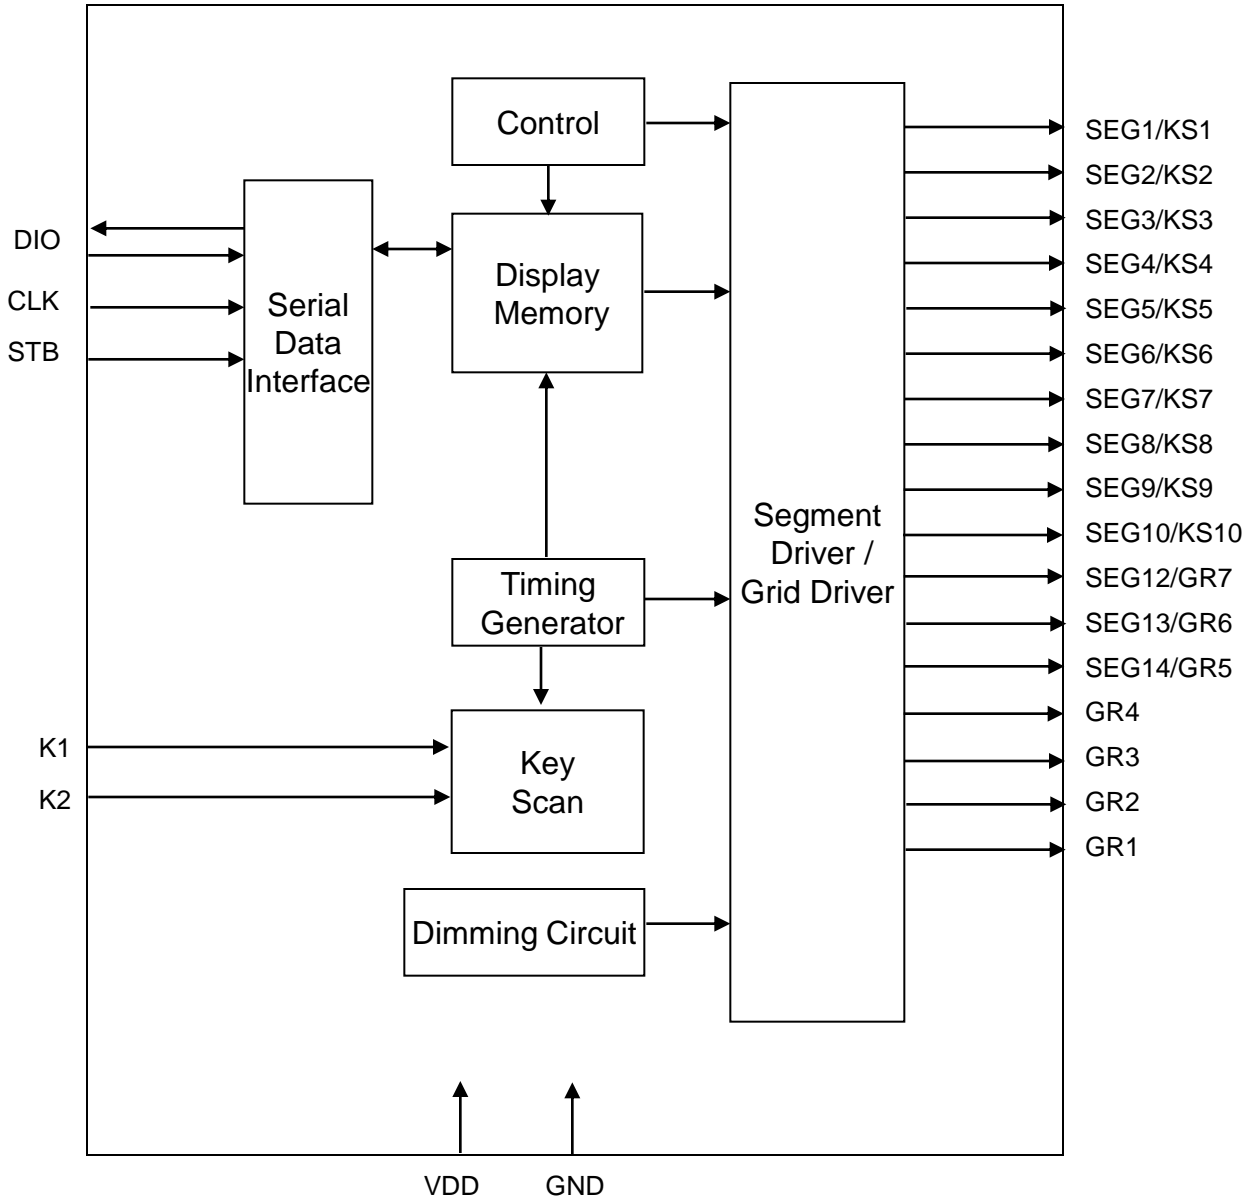 DIO
CLK
STB
K1
K2
Serial
Data
Interface
Control
Display
Memory
Timing
Generator
Key
Scan
Dimming Circuit
Segment
Driver /
Grid Driver
SEG1/KS1
SEG2/KS2
SEG3/KS3
SEG4/KS4
SEG5/KS5
SEG6/KS6
SEG7/KS7
SEG8/KS8
SEG9/KS9
SEG10/KS10
SEG12/GR7
SEG13/GR6
SEG14/GR5
GR4
GR3
GR2
GR1
VDD
GND